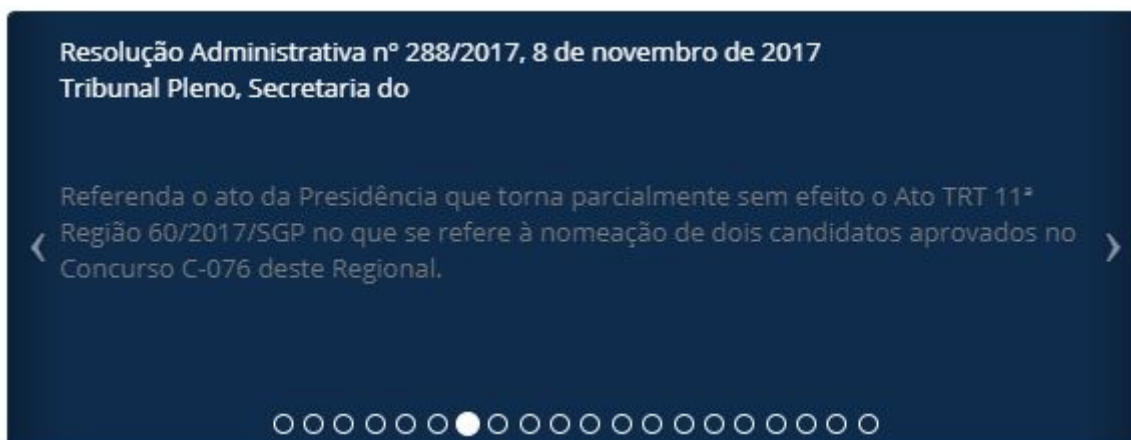 Resolução Administrativa nº 288/2017, 8 de novembro de 2017
Tribunal Pleno, Secretaria do
Referenda o ato da Presidência que torna parcialmente sem efeito o Ato TRT 11ª
Região 60/2017/SGP no que se refere à nomeação de dois candidatos aprovados no
Concurso C-076 deste Regional.